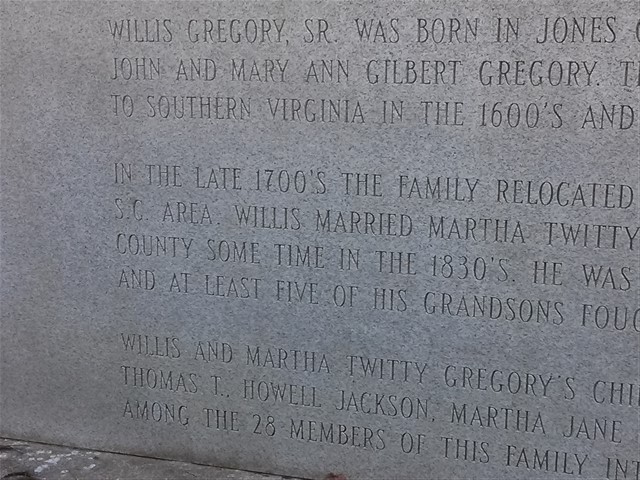 WILLIS GREGORY, SR. WAS BORN IN JONES
JOHN AND MARY ANN GILBERT GREGORY.
TO SOUTHERN VIRGINIA IN THE 1600'S AND
IN THE LATE 1700'S THE FAMILY RELOCATED
S.C. AREA. WILLIS MARRIED MARTHA TWITTY
COUNTY SOME TIME IN THE 1830'S. HE WAS
AND AT LEAST FIVE OF HIS GRANDSONS
WILLIS AND MARTHA TWITTY GREGORY'S
THOMAS T., HOWELL JACKSON, MARTHA JANE
AMONG THE 28 MEMBERS OF THIS FAMILY